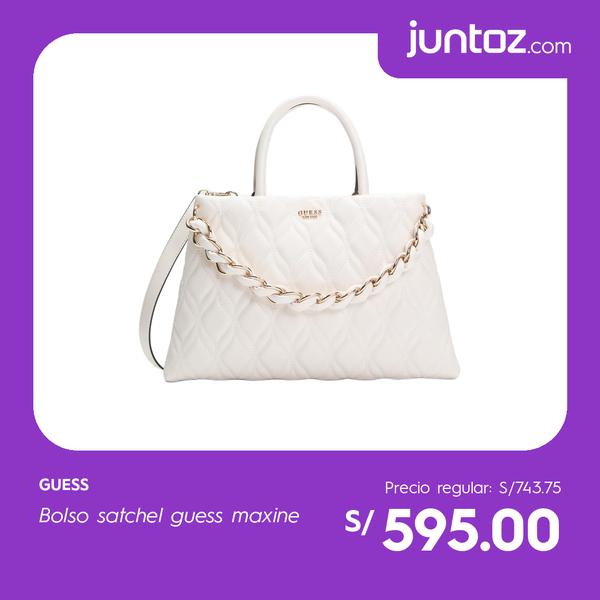 juntoz.com
GUESS
GUESS
Bolso satchel guess maxine
Precio regular: S/743.75
S/ 595.00